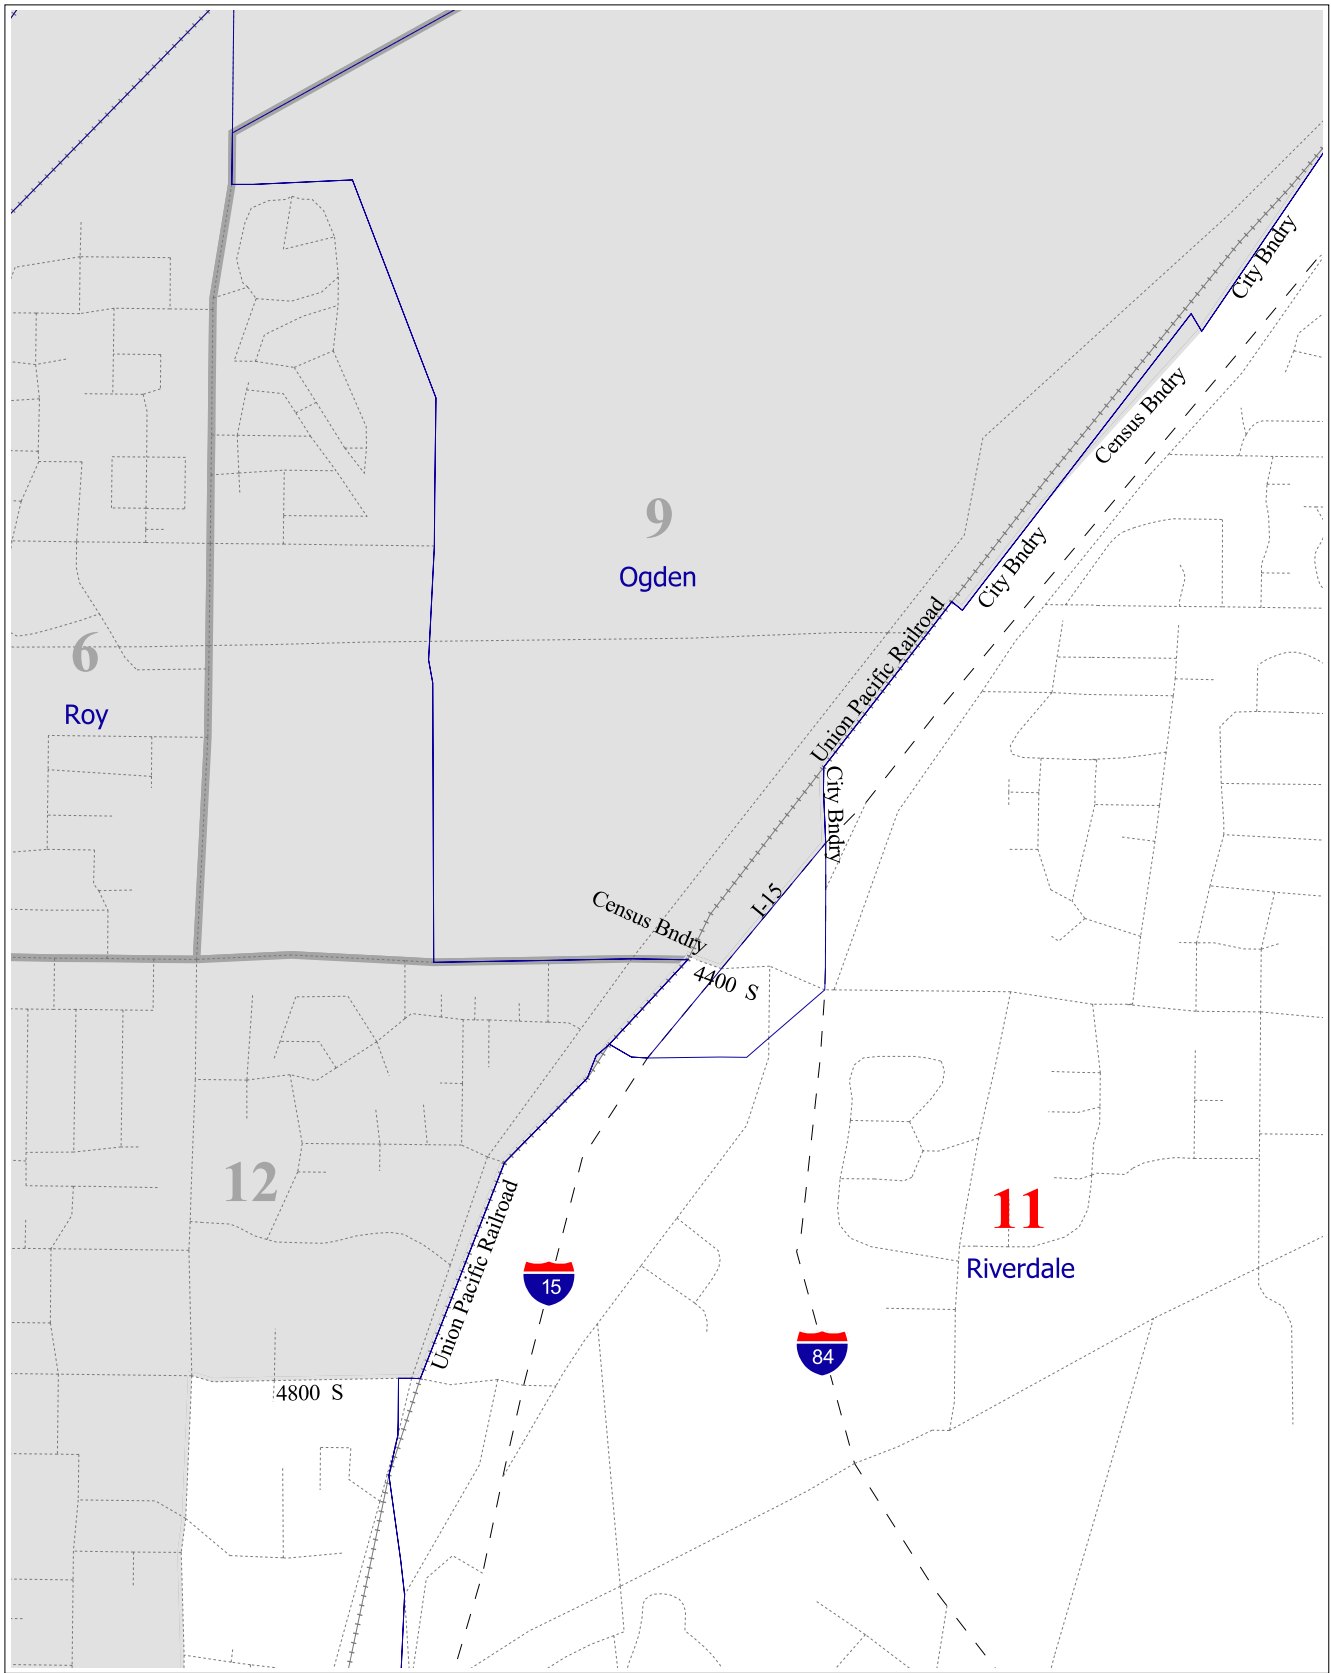 City Bndry
Census Bndry
9
City Bndry
Ogden
Union Pacific Railroad
6
Roy
City Bndry
I-15
Census Bndry
4400 S
12
11
Union Pacific Railroad
Riverdale
15
84
4800 S